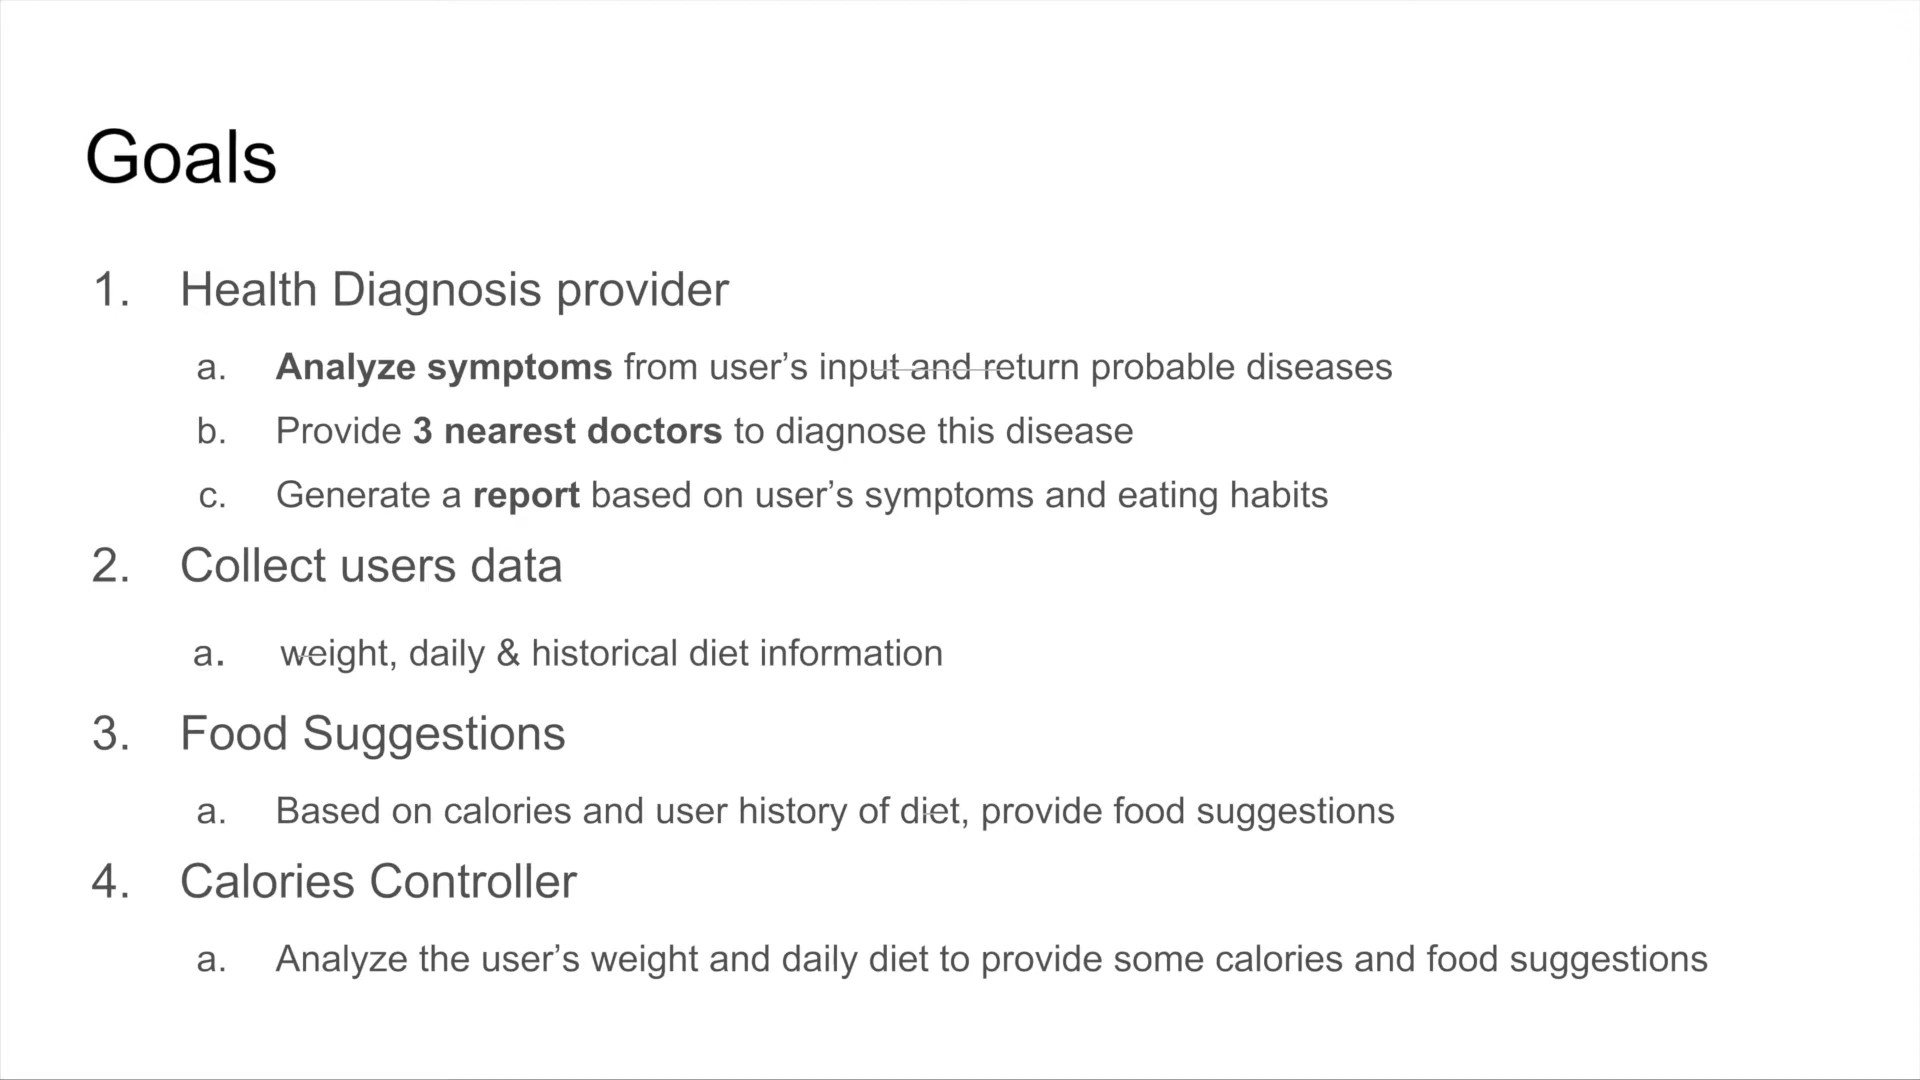 Goals
1. Health Diagnosis provider
a. Analyze symptoms from user’s input and return probable diseases
b. Provide 3 nearest doctors to diagnose this disease
c. Generate a report based on user’s symptoms and eating habits
2. Collect users data
a. weight, daily & historical diet information
3. Food Suggestions
a. Based on calories and user history of diet, provide food suggestions
4. Calories Controller
a. Analyze the user’s weight and daily diet to provide some calories and food suggestions